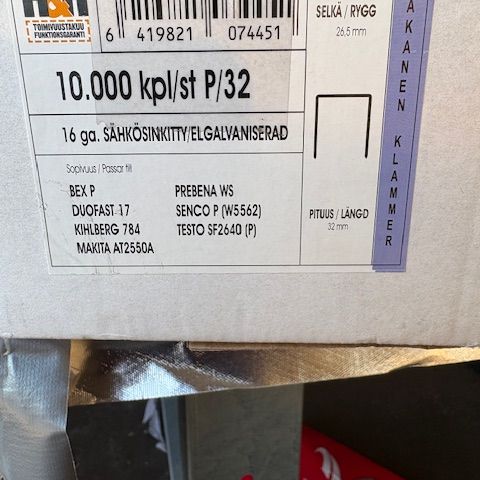 TOIMIVUUSTAKUU
FUNKTIONSGARANTI
6 419821 074451
SELKÄ / RYGG
26,5 mm
10.000 kpl/st P/32
16 ga. SÄHKÖSINKITTY/ELGALVANISERAD
Sopivuus / Passar till
BEX P
DUOFAST 17
KIHLBERG 784
MAKITA AT2550A
PREBENA WS
SENCO P (W5562)
TESTO SF2640 (P)
PITUUS / LÄNGD
32 mm
AKANEN KLAMMER